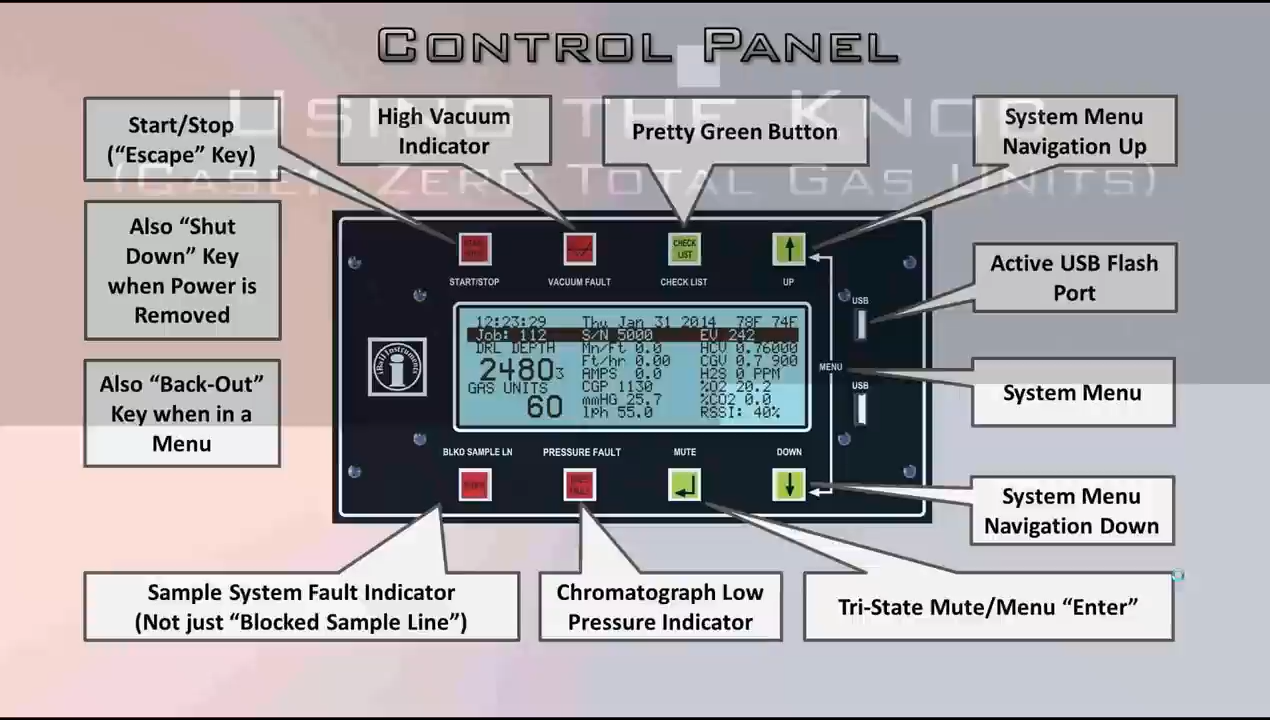 CONTROL PANEL
USING THE KNOB
(CASE: ZERO TOTAL GAS UNITS)
Start/Stop
(“Escape” Key)
High Vacuum
Indicator
Pretty Green Button
System Menu
Navigation Up
Also “Shut
Down” Key
when Power is
Removed
Also “Back-Out”
Key when in a
Menu
Active USB Flash
Port
System Menu
System Menu
Navigation Down
CHECK
LIST
START/STOP
VACUUM FAULT
CHECK LIST
UP
USB
MENU
USB
iBall Instruments
12:23:29 Thu Jan 31 2014 78F 74F
Job: 112 S/N 5000 EV 242
DRL DEPTH Mn/Ft 0.0 HCV 0.76000
Ft/hr 0.00 CGV 0.7 900
24803 AMPS 0.0 H2S 0 PPM
GAS UNITS CGP 1130 %O2 20.2
60 mmHG 25.7 %CO2 0.0
lph 55.0 RSSI: 40%
BLKD SAMPLE LN
PRESSURE FAULT
MUTE
DOWN
Sample System Fault Indicator
(Not just “Blocked Sample Line”)
Chromatograph Low
Pressure Indicator
Tri-State Mute/Menu “Enter”